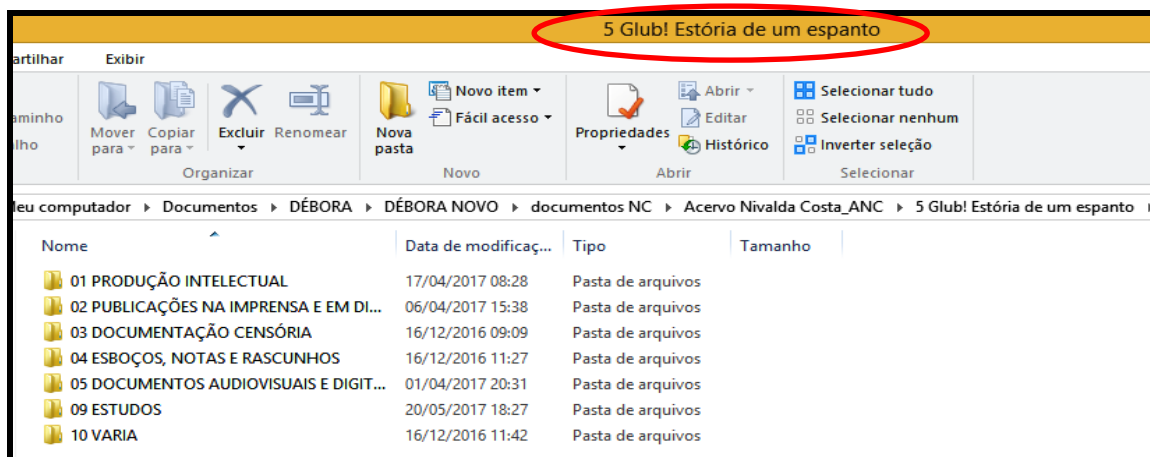 5 Glub! Estória de um espanto
artilhar Exibir
Novo item Abrir Selecionar tudo
aminho Mover para Copiar para Excluir Renomear Nova pasta Fácil acesso Propriedades Editar Selecionar nenhum
lho Histórico Inverter seleção
Organizar Novo Abrir Selecionar
leu computador Documentos DÉBORA DÉBORA NOVO documentos NC Acervo Nivalda Costa_ANC 5 Glub! Estória de um espanto
Nome Data de modificaç... Tipo Tamanho
01 PRODUÇÃO INTELECTUAL 17/04/2017 08:28 Pasta de arquivos
02 PUBLICAÇÕES NA IMPRENSA E EM DI... 06/04/2017 15:38 Pasta de arquivos
03 DOCUMENTAÇÃO CENSÓRIA 16/12/2016 09:09 Pasta de arquivos
04 ESBOÇOS, NOTAS E RASCUNHOS 16/12/2016 11:27 Pasta de arquivos
05 DOCUMENTOS AUDIOVISUAIS E DIGIT... 01/04/2017 20:31 Pasta de arquivos
09 ESTUDOS 20/05/2017 18:27 Pasta de arquivos
10 VARIA 16/12/2016 11:42 Pasta de arquivos